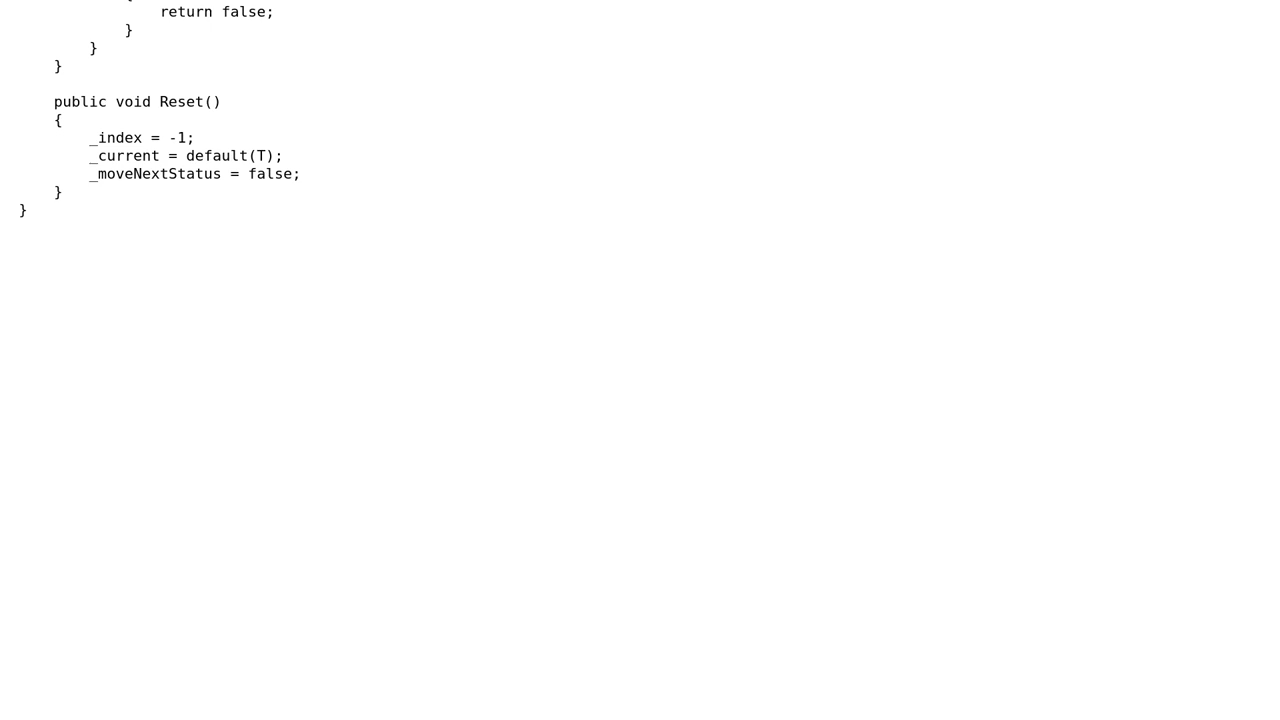 return false;
            }
        }
    }

    public void Reset()
    {
        _index = -1;
        _current = default(T);
        _moveNextStatus = false;
    }
}